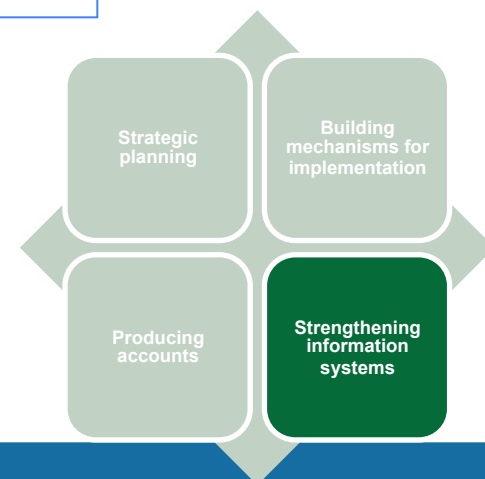 Strategic
planning
Building
mechanisms for
implementation
Producing
accounts
Strengthening
information
systems